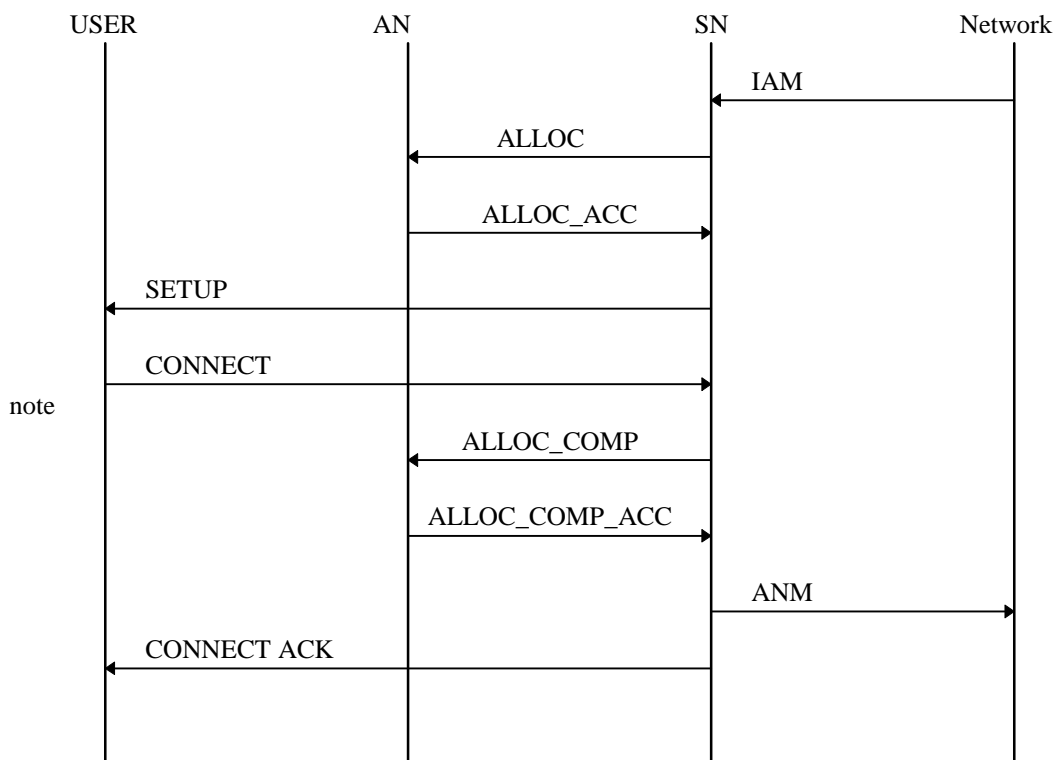 USER AN SN Network
IAM
ALLOC
ALLOC_ACC
SETUP
CONNECT
note
ALLOC_COMP
ALLOC_COMP_ACC
ANM
CONNECT ACK